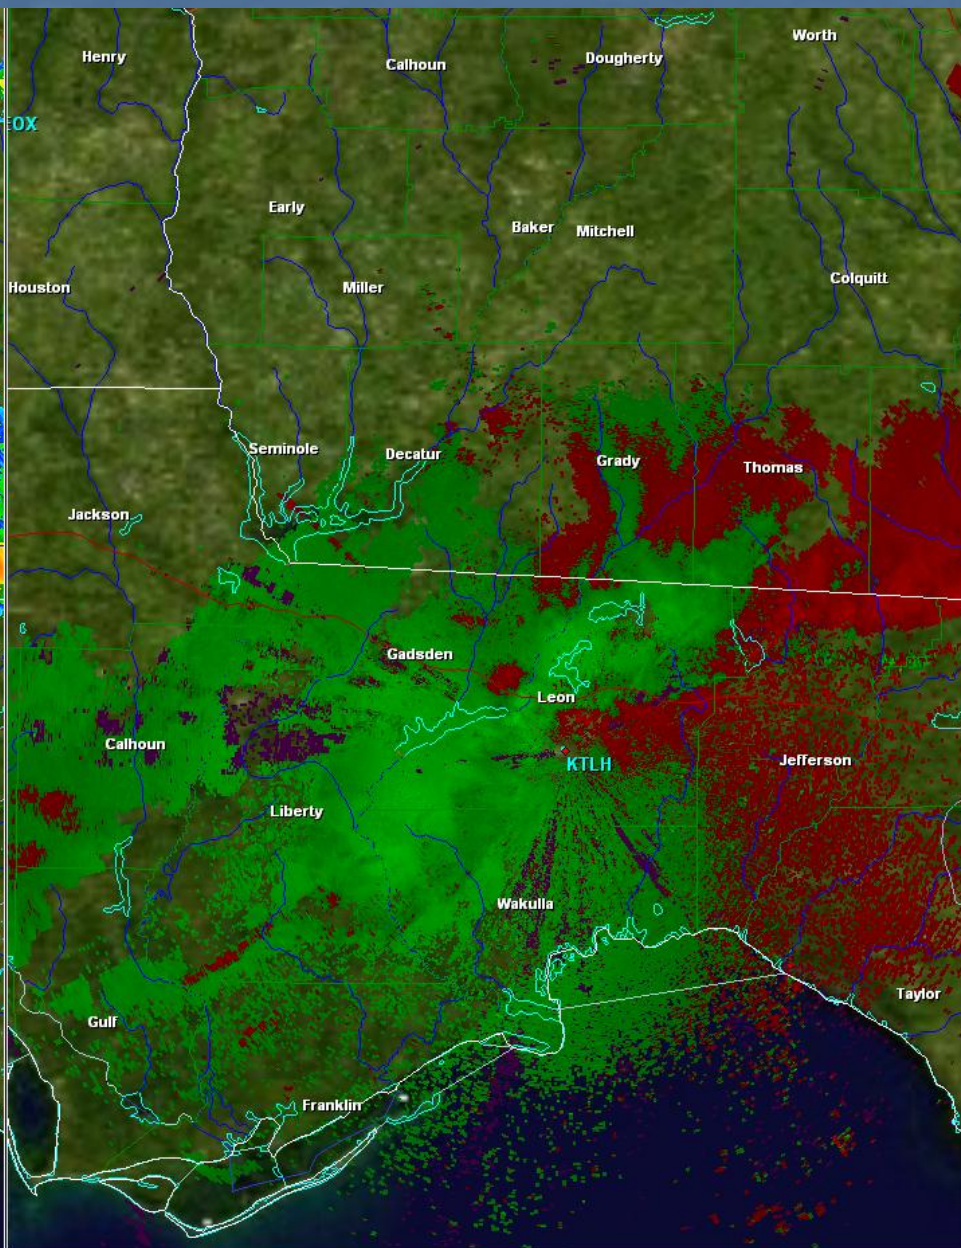 Worth
Henry
Calhoun
Dougherty
EOX
Early
Baker
Mitchell
Colquitt
Houston
Miller
Seminole
Decatur
Grady
Thomas
Jackson
Gadsden
Leon
Calhoun
KTLH
Jefferson
Liberty
Wakulla
Taylor
Gulf
Franklin